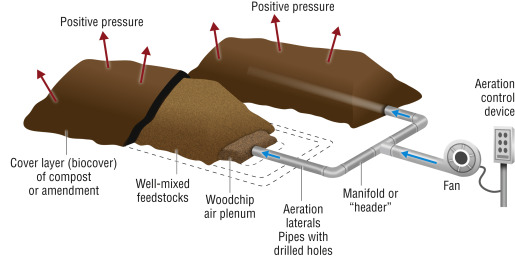 Positive pressure
Positive pressure
Aeration
control
device
Cover layer (biocover)
of compost
or amendment
Well-mixed
feedstocks
Woodchip
air plenum
Aeration
laterals
Pipes with
drilled holes
Manifold or
“header”
Fan